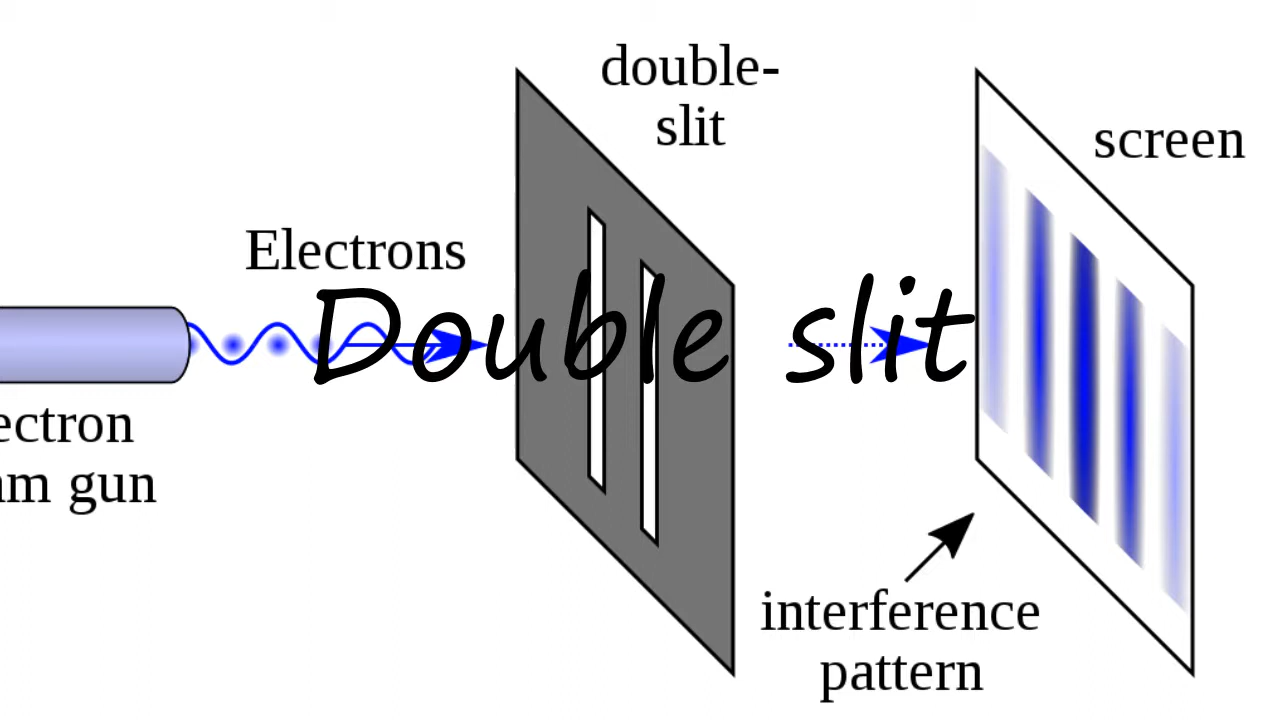 double-
slit
screen
Electrons
Double slit
ectron
am gun
interference
pattern